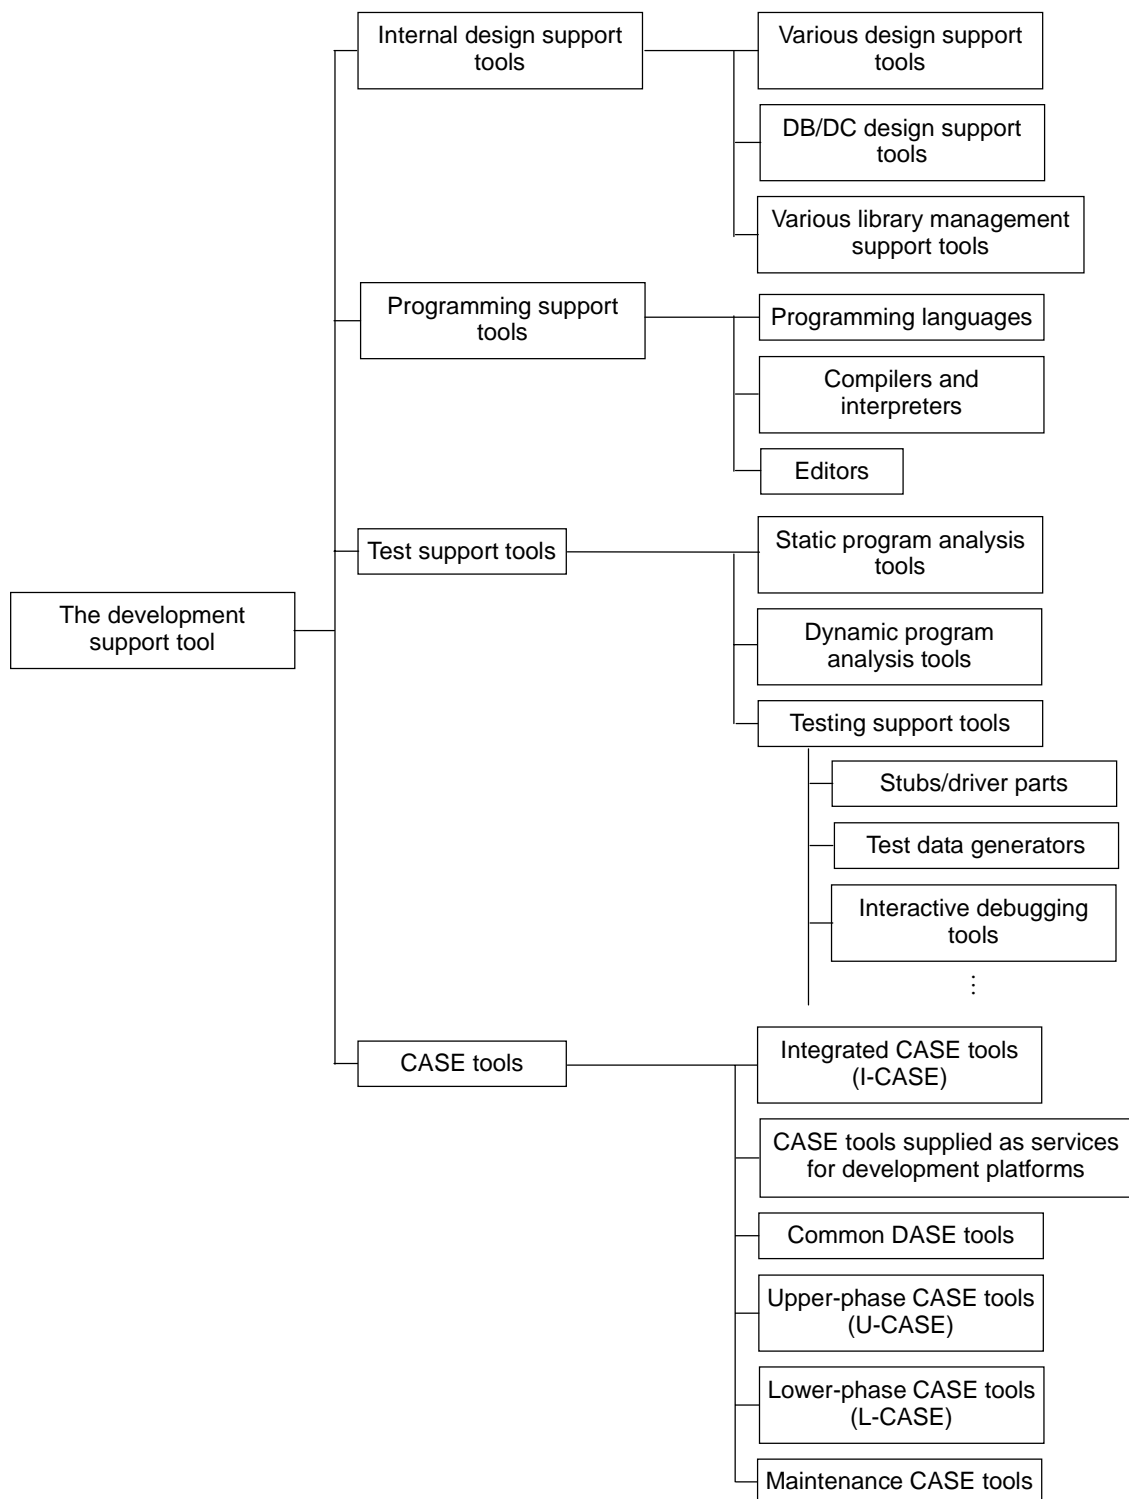 Internal design support
tools
Various design support
tools
DB/DC design support
tools
Various library management
support tools
Programming support
tools
Programming languages
Compilers and
interpreters
Editors
Test support tools
Static program analysis
tools
The development
support tool
Dynamic program
analysis tools
Testing support tools
Stubs/driver parts
Test data generators
Interactive debugging
tools
⋮
CASE tools
Integrated CASE tools
(I-CASE)
CASE tools supplied as services
for development platforms
Common DASE tools
Upper-phase CASE tools
(U-CASE)
Lower-phase CASE tools
(L-CASE)
Maintenance CASE tools